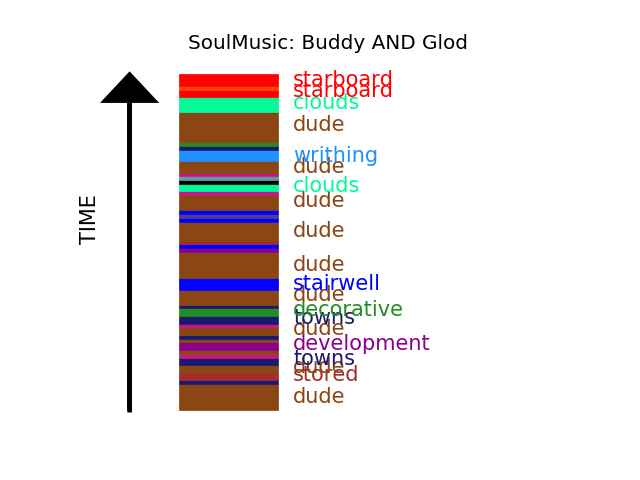 SoulMusic: Buddy AND Glod
starboard
starboard
clouds
dude
writhing
dude
clouds
dude
dude
dude
stairwell
dude
decorative
towns
dude
development
towns
dude
stored
dude
TIME